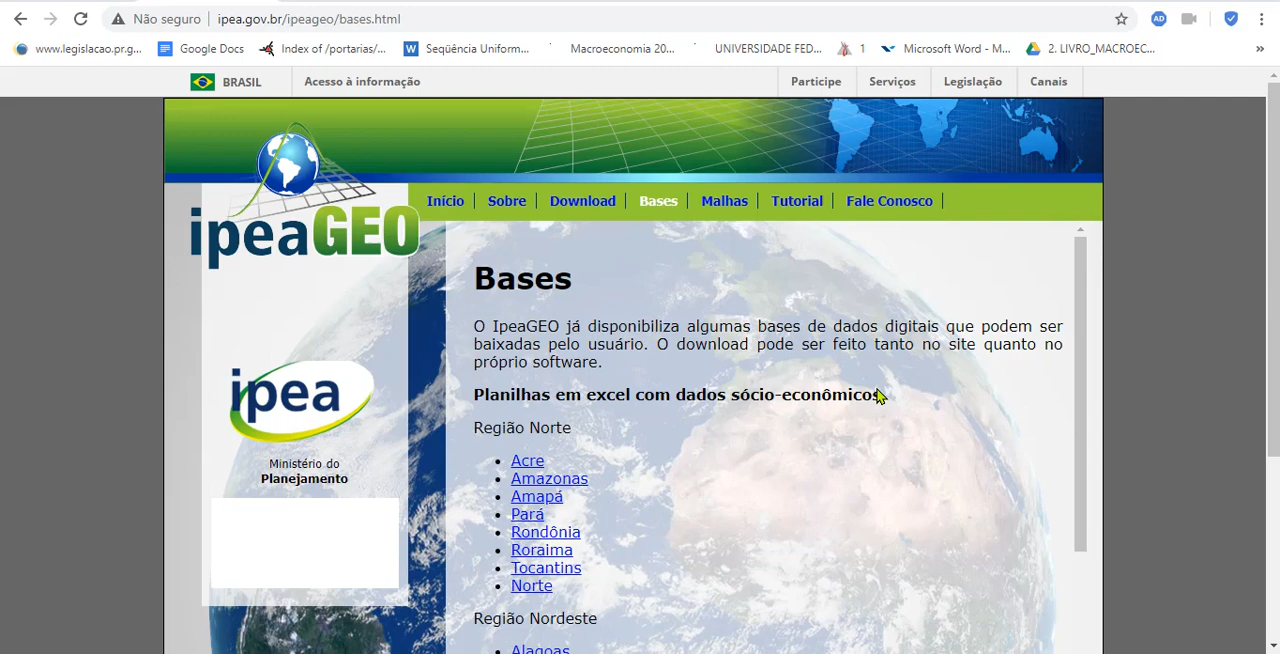 Não seguro ipea.gov.br/ipeageo/bases.html
www.legislacao.pr.g... Google Docs Index of /portarias/... Seqüência Uniform... Macroeconomia 20... UNIVERSIDADE FED... 1 Microsoft Word - M... 2. LIVRO_MACROEC... »
BRASIL Acesso à informação Participe Serviços Legislação Canais
ipeaGEO
Início Sobre Download Bases Malhas Tutorial Fale Conosco
ipea
Ministério do
Planejamento
Bases
O IpeaGEO já disponibiliza algumas bases de dados digitais que podem ser
baixadas pelo usuário. O download pode ser feito tanto no site quanto no
próprio software.
Planilhas em excel com dados sócio-econômicos
Região Norte
• Acre
• Amazonas
• Amapá
• Pará
• Rondônia
• Roraima
• Tocantins
• Norte
Região Nordeste
Alagoas